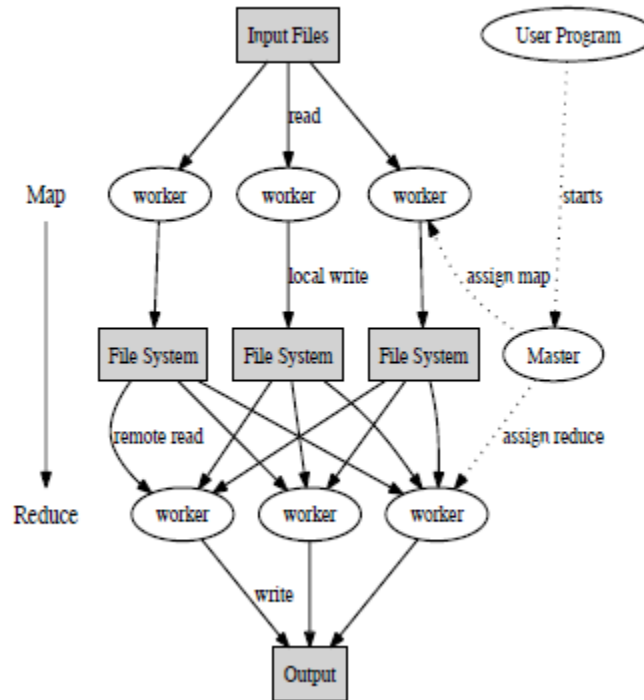 Input Files
User Program
read
Map
worker
worker
worker
starts
local write
assign map
File System
File System
File System
Master
remote read
assign reduce
Reduce
worker
worker
worker
write
Output